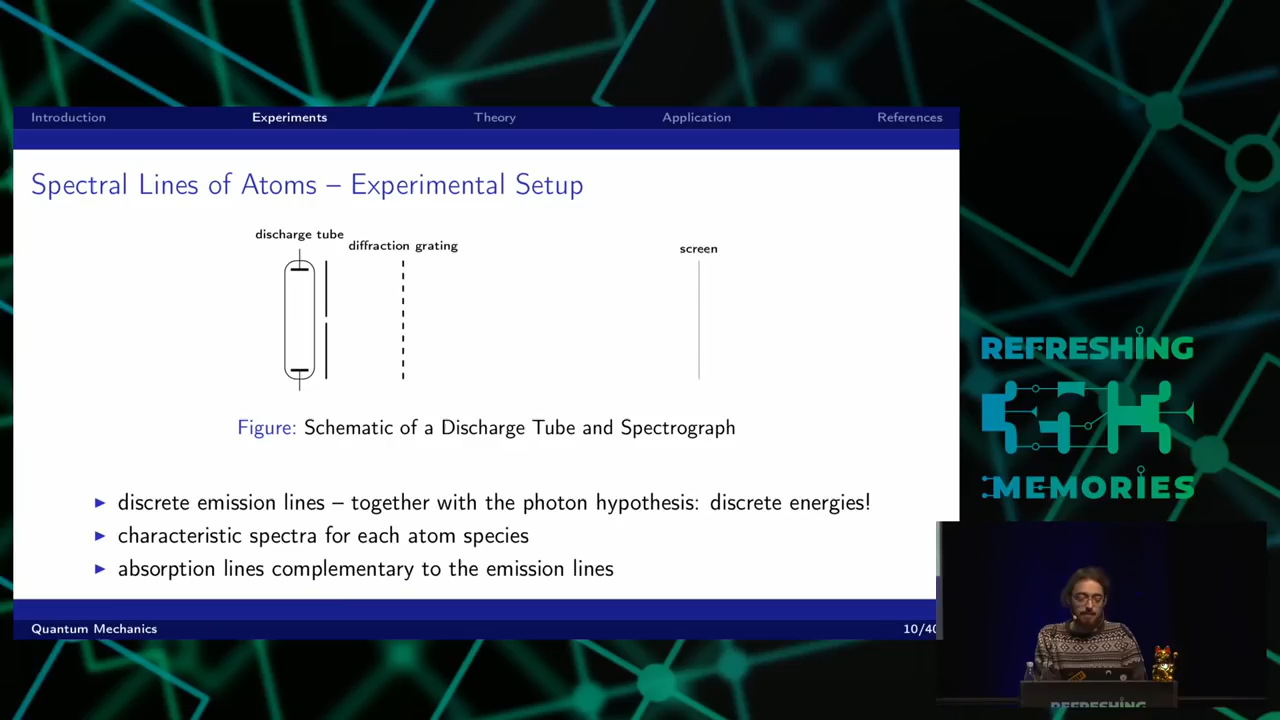 Introduction Experiments Theory Application References
Spectral Lines of Atoms – Experimental Setup
discharge tube
diffraction grating
screen
Figure: Schematic of a Discharge Tube and Spectrograph
▶ discrete emission lines – together with the photon hypothesis: discrete energies!
▶ characteristic spectra for each atom species
▶ absorption lines complementary to the emission lines
Quantum Mechanics 10/40
REFRESHING
MEMORIES
REFRESHING